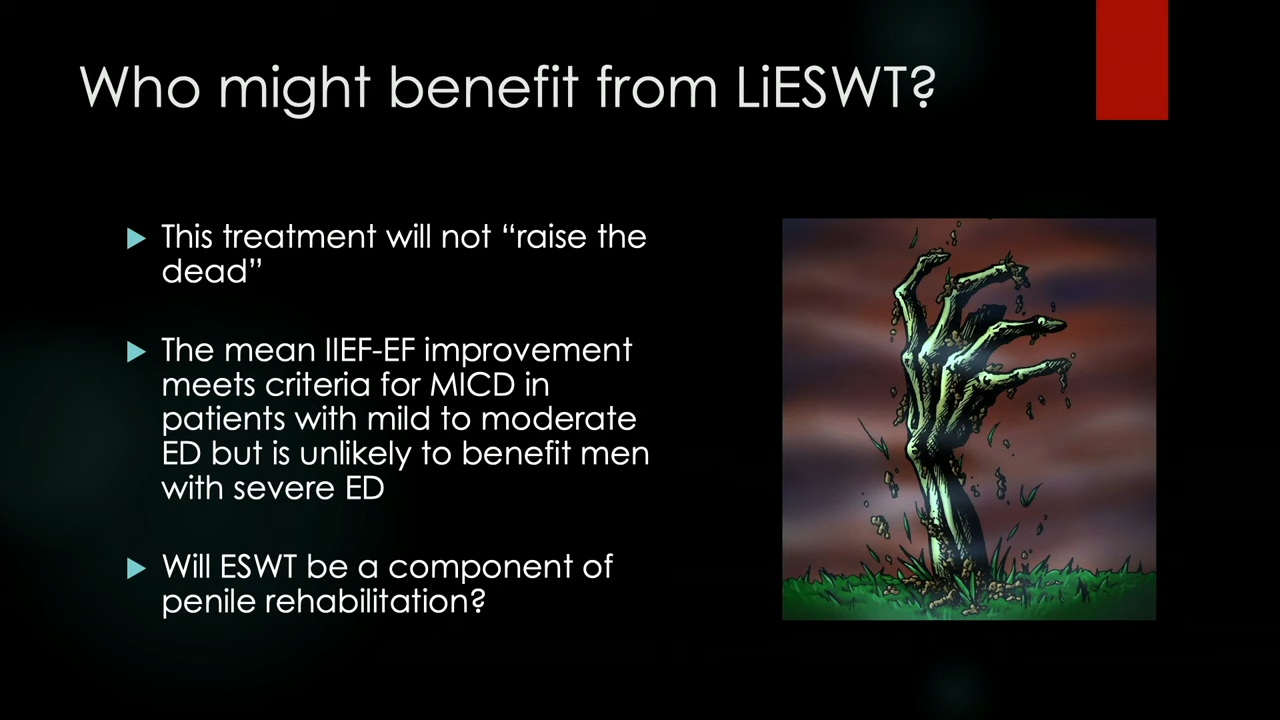 Who might benefit from LiESWT?
This treatment will not “raise the
dead”
The mean IIEF-EF improvement
meets criteria for MICD in
patients with mild to moderate
ED but is unlikely to benefit men
with severe ED
Will ESWT be a component of
penile rehabilitation?